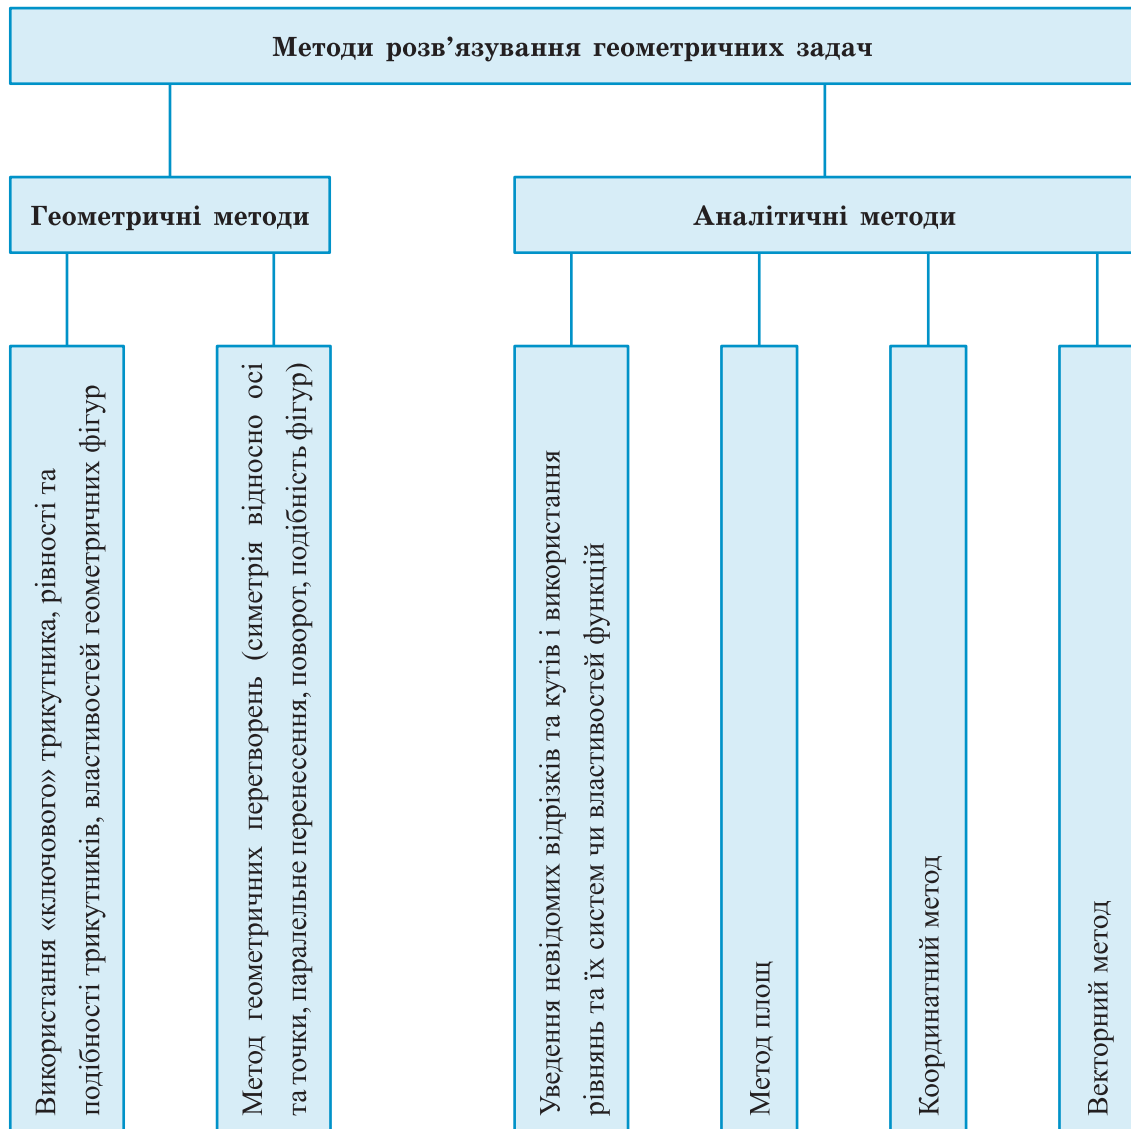 Методи розв’язування геометричних задач
Геометричні методи
Аналітичні методи
Використання «ключового» трикутника, рівності та
подібності трикутників, властивостей геометричних фігур
Метод геометричних перетворень (симетрія відносно осі
та точки, паралельне перенесення, поворот, подібність фігур)
Уведення невідомих відрізків та кутів і використання
рівнянь та їх систем чи властивостей функцій
Метод площ
Координатний метод
Векторний метод